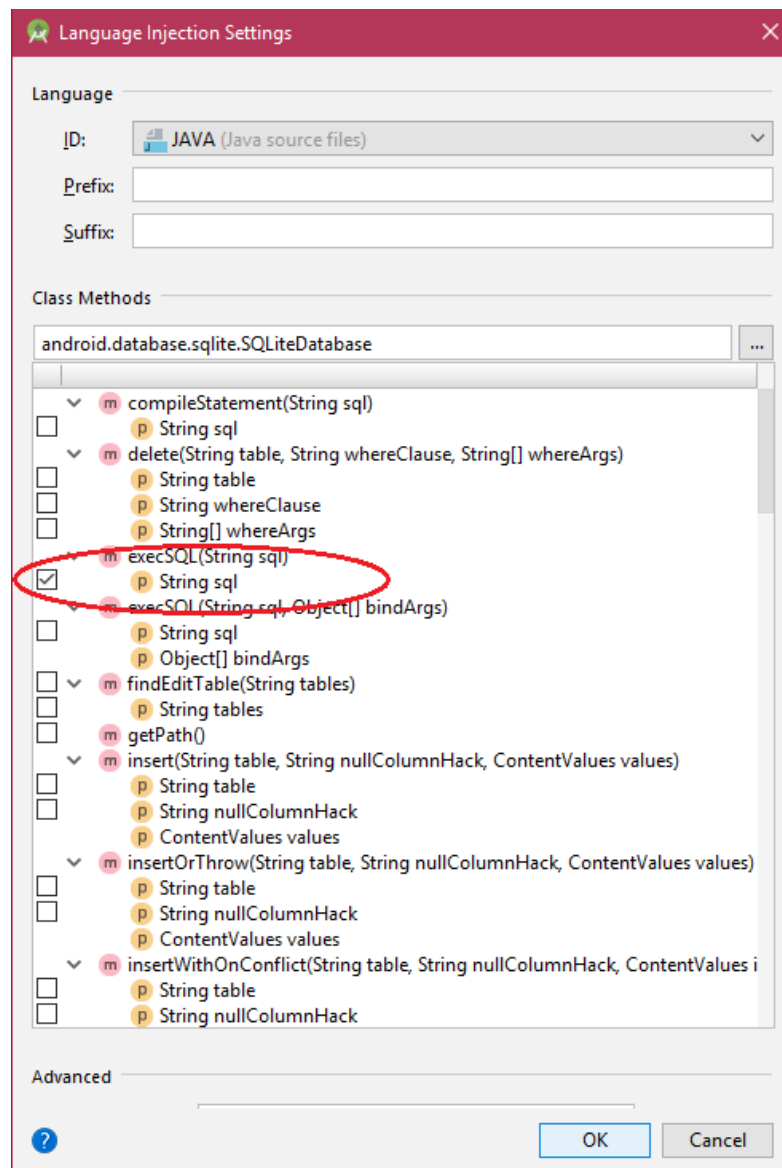 Language Injection Settings
Language
ID:
JAVA (Java source files)
Prefix:
Suffix:
Class Methods
android.database.sqlite.SQLiteDatabase
...
m compileStatement(String sql)
p String sql
m delete(String table, String whereClause, String[] whereArgs)
p String table
p String whereClause
p String[] whereArgs
m execSQL(String sql)
p String sql
m execSQL(String sql, Object[] bindArgs)
p String sql
p Object[] bindArgs
m findEditTable(String tables)
p String tables
m getPath()
m insert(String table, String nullColumnHack, ContentValues values)
p String table
p String nullColumnHack
p ContentValues values
m insertOrThrow(String table, String nullColumnHack, ContentValues values)
p String table
p String nullColumnHack
p ContentValues values
m insertWithOnConflict(String table, String nullColumnHack, ContentValues i
p String table
p String nullColumnHack
Advanced
?
OK
Cancel